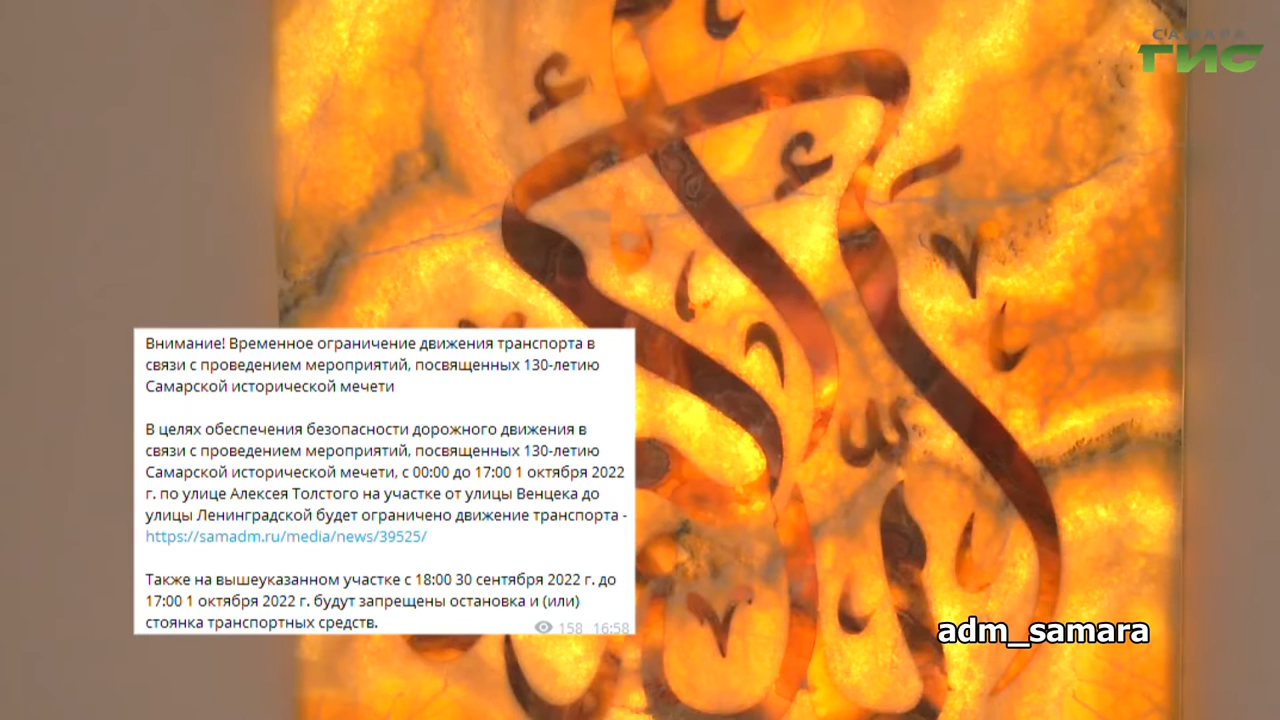 САМАРА
ГИС
Внимание! Временное ограничение движения транспорта в
связи с проведением мероприятий, посвященных 130-летию
Самарской исторической мечети
В целях обеспечения безопасности дорожного движения в
связи с проведением мероприятий, посвященных 130-летию
Самарской исторической мечети, с 00:00 до 17:00 1 октября 2022
г. по улице Алексея Толстого на участке от улицы Венцека до
улицы Ленинградской будет ограничено движение транспорта -
https://samadm.ru/media/news/39525/
Также на вышеуказанном участке с 18:00 30 сентября 2022 г. до
17:00 1 октября 2022 г. будут запрещены остановка и (или)
стоянка транспортных средств.
158 16:58
adm_samara